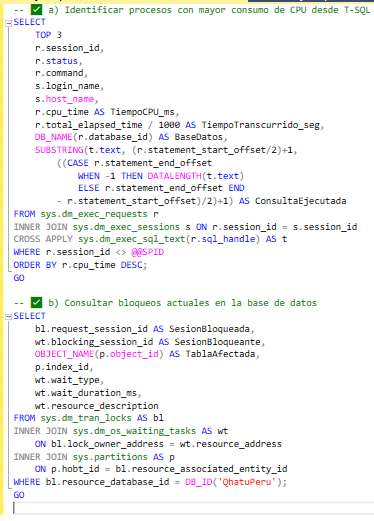 -- ✅ a) Identificar procesos con mayor consumo de CPU desde T-SQL
SELECT
    TOP 3
    r.session_id,
    r.status,
    r.command,
    s.login_name,
    s.host_name,
    r.cpu_time AS TiempoCPU_ms,
    r.total_elapsed_time / 1000 AS TiempoTranscurrido_seg,
    DB_NAME(r.database_id) AS BaseDatos,
    SUBSTRING(t.text, (r.statement_start_offset/2)+1,
        ((CASE r.statement_end_offset
            WHEN -1 THEN DATALENGTH(t.text)
            ELSE r.statement_end_offset END
        - r.statement_start_offset)/2)+1) AS ConsultaEjecutada
FROM sys.dm_exec_requests r
INNER JOIN sys.dm_exec_sessions s ON r.session_id = s.session_id
CROSS APPLY sys.dm_exec_sql_text(r.sql_handle) AS t
WHERE r.session_id <> @@SPID
ORDER BY r.cpu_time DESC;
GO

-- ✅ b) Consultar bloqueos actuales en la base de datos
SELECT
    bl.request_session_id AS SesionBloqueada,
    wt.blocking_session_id AS SesionBloqueante,
    OBJECT_NAME(p.object_id) AS TablaAfectada,
    p.index_id,
    wt.wait_type,
    wt.wait_duration_ms,
    wt.resource_description
FROM sys.dm_tran_locks AS bl
INNER JOIN sys.dm_os_waiting_tasks AS wt
    ON bl.lock_owner_address = wt.resource_address
INNER JOIN sys.partitions AS p
    ON p.hobt_id = bl.resource_associated_entity_id
WHERE bl.resource_database_id = DB_ID('QhatuPeru');
GO